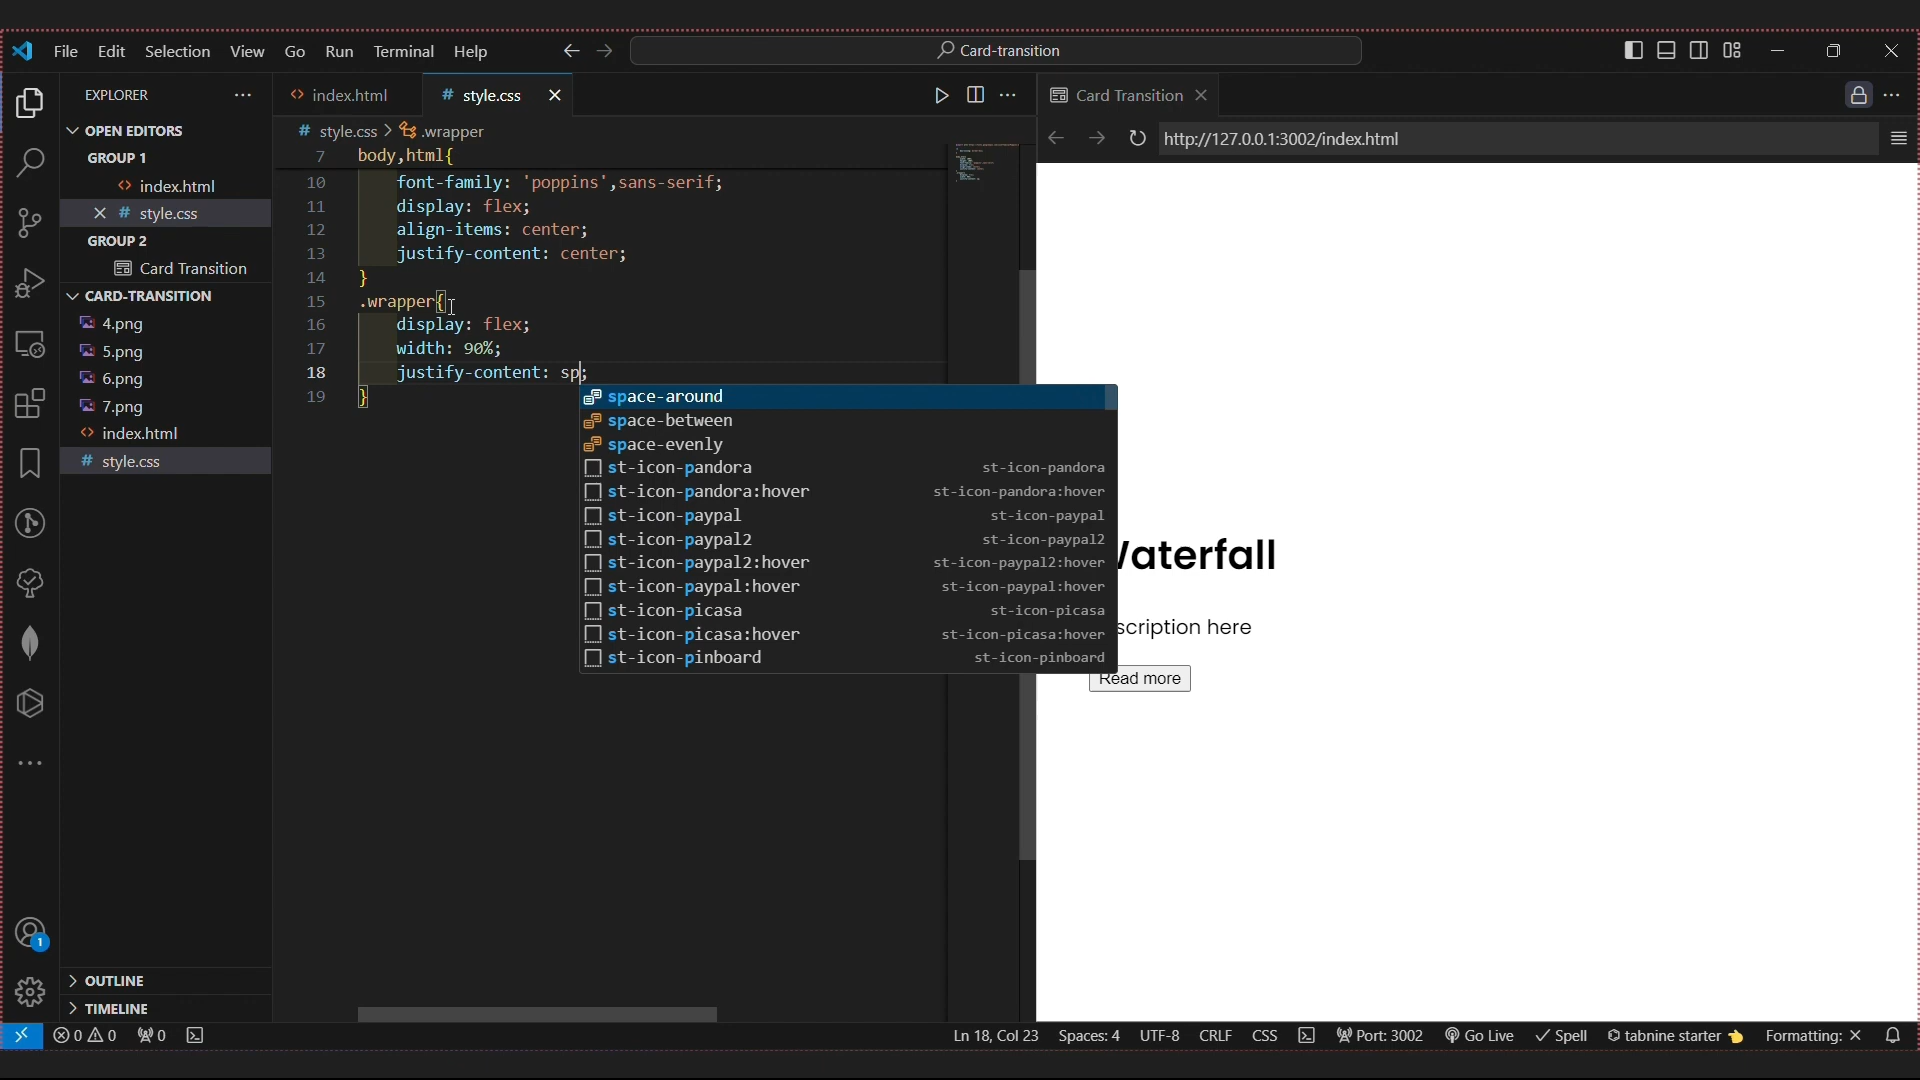 File Edit Selection View Go Run Terminal Help
Card-transition
EXPLORER
OPEN EDITORS
GROUP 1
index.html
style.css
GROUP 2
Card Transition
CARD-TRANSITION
4.png
5.png
6.png
7.png
index.html
style.css
OUTLINE
TIMELINE
index.html
style.css
style.css > .wrapper
7 body,html{
10 font-family: 'poppins',sans-serif;
11 display: flex;
12 align-items: center;
13 justify-content: center;
14 }
15 .wrapper{
16 display: flex;
17 width: 90%;
18 justify-content: sp;
19 }
space-around
space-between
space-evenly
st-icon-pandora st-icon-pandora
st-icon-pandora:hover st-icon-pandora:hover
st-icon-paypal st-icon-paypal
st-icon-paypal2 st-icon-paypal2
st-icon-paypal2:hover st-icon-paypal2:hover
st-icon-paypal:hover st-icon-paypal:hover
st-icon-picasa st-icon-picasa
st-icon-picasa:hover st-icon-picasa:hover
st-icon-pinboard st-icon-pinboard
Card Transition
http://127.0.0.1:3002/index.html
aterfall
scription here
Read more
1
0 0 0 Ln 18, Col 23 Spaces: 4 UTF-8 CRLF CSS Port: 3002 Go Live Spell tabnine starter Formatting: